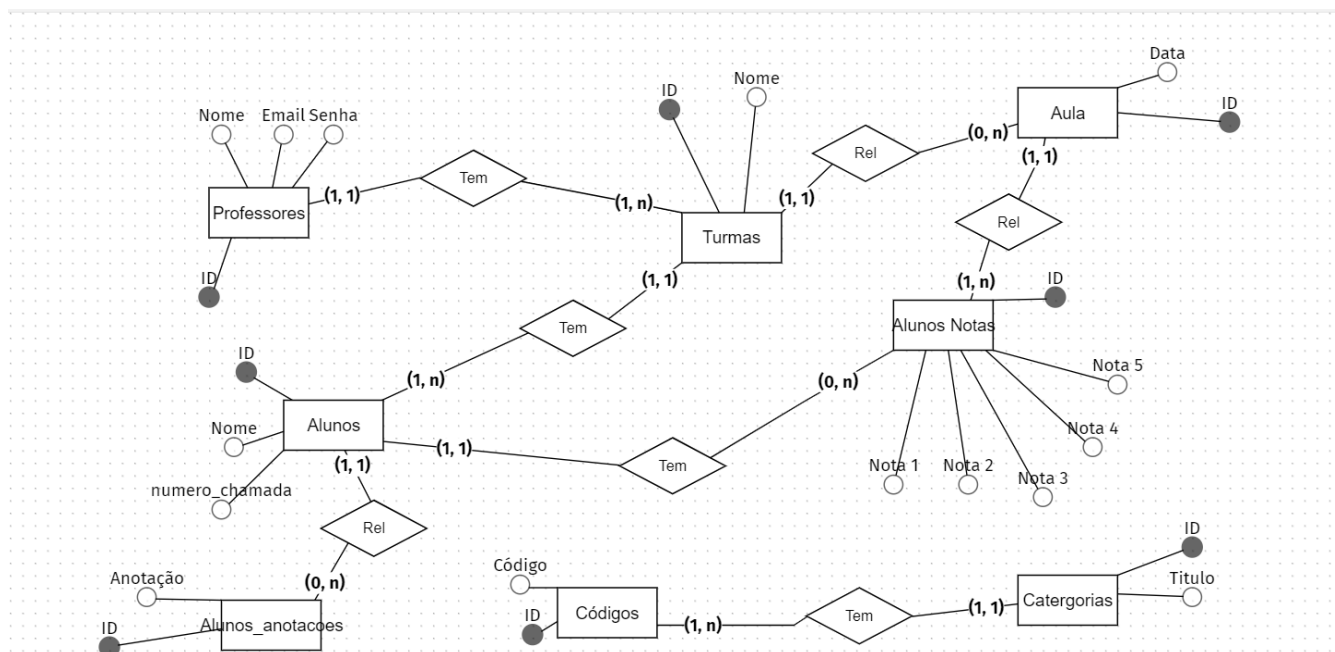 Data
ID
Nome
ID
Nome
Email
Senha
Aula
(0, n)
Rel
(1, 1)
Tem
(1, 1)
(1, n)
(1, 1)
Professores
Rel
Turmas
ID
(1, 1)
(1, n)
ID
Tem
Alunos Notas
ID
Nota 5
(1, n)
(0, n)
Alunos
Nome
Nota 4
(1, 1)
(1, 1)
Tem
Nota 1
Nota 2
Nota 3
numero_chamada
Rel
ID
Anotação
(0, n)
Código
Titulo
Códigos
Catergorias
(1, 1)
Tem
ID
Alunos_anotacoes
(1, n)
ID